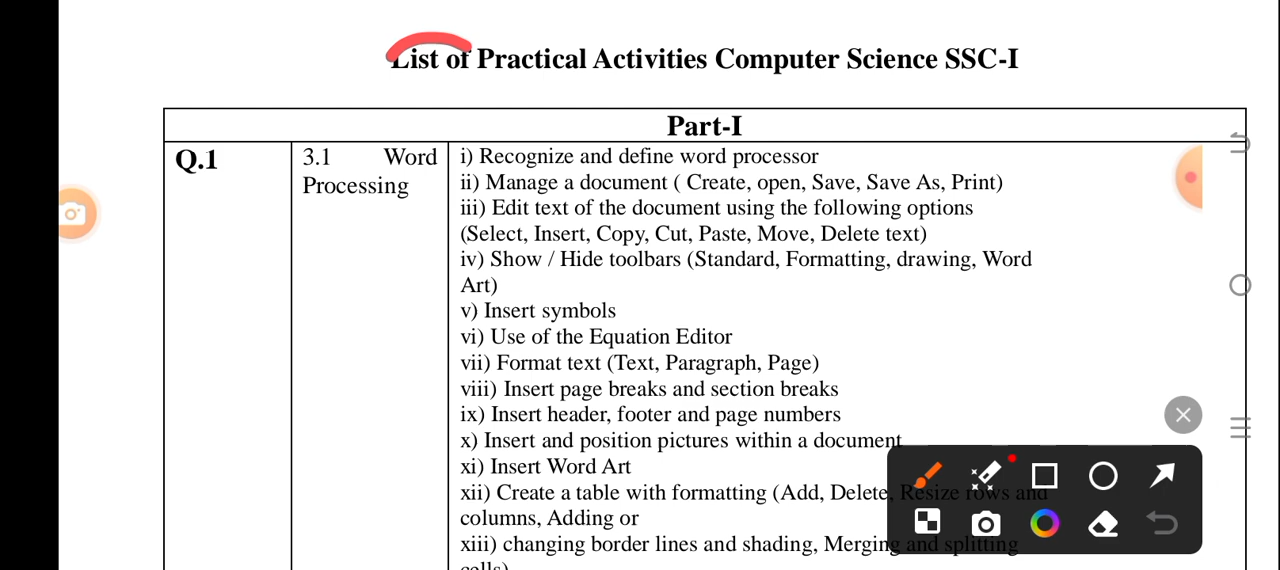 List of Practical Activities Computer Science SSC-I
Part-I
Q.1
3.1 Word
Processing
i) Recognize and define word processor
ii) Manage a document ( Create, open, Save, Save As, Print)
iii) Edit text of the document using the following options
(Select, Insert, Copy, Cut, Paste, Move, Delete text)
iv) Show / Hide toolbars (Standard, Formatting, drawing, Word
Art)
v) Insert symbols
vi) Use of the Equation Editor
vii) Format text (Text, Paragraph, Page)
viii) Insert page breaks and section breaks
ix) Insert header, footer and page numbers
x) Insert and position pictures within a document
xi) Insert Word Art
xii) Create a table with formatting (Add, Delete, Resize rows and
columns, Adding or
xiii) changing border lines and shading, Merging and splitting
cells)